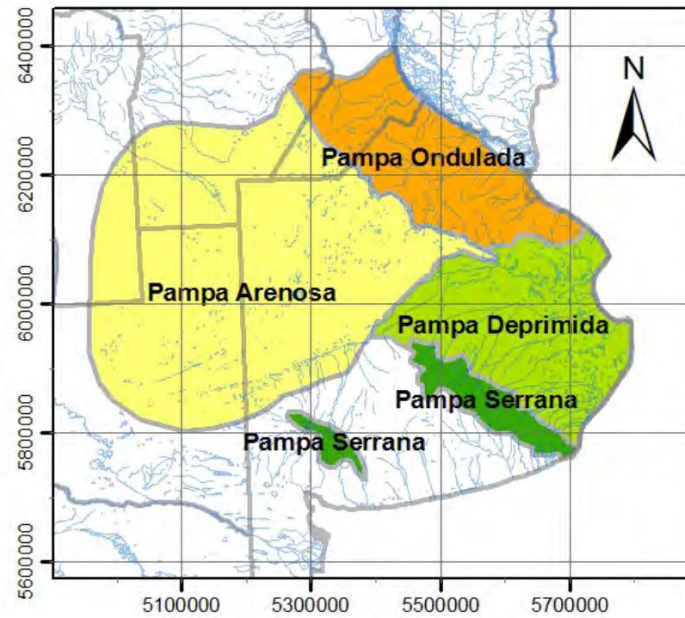 6400000
N
Pampa Ondulada
6200000
Pampa Arenosa
6000000
Pampa Deprimida
Pampa Serrana
Pampa Serrana
5800000
5600000
5100000 5300000 5500000 5700000